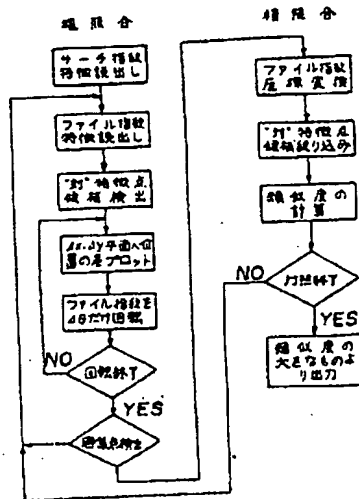 粗照合
サーチ指紋
特徴読出し
ファイル指紋
特徴読出し
"対"特徴点
候補検出
Δx,Δy平面へ位
置の差プロット
ファイル指紋を
Δθだけ回転
回転終了
NO
YES
精照合
ファイル指紋
座標変換
"対"特徴点
候補絞り込み
類似度の
計算
照合終了
NO
YES
類似度の
大きなものよ
り出力